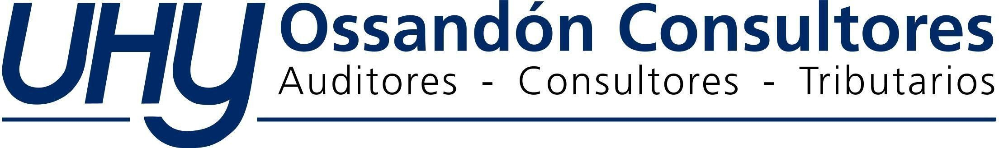 UHY
Ossandón Consultores
Auditores - Consultores - Tributarios